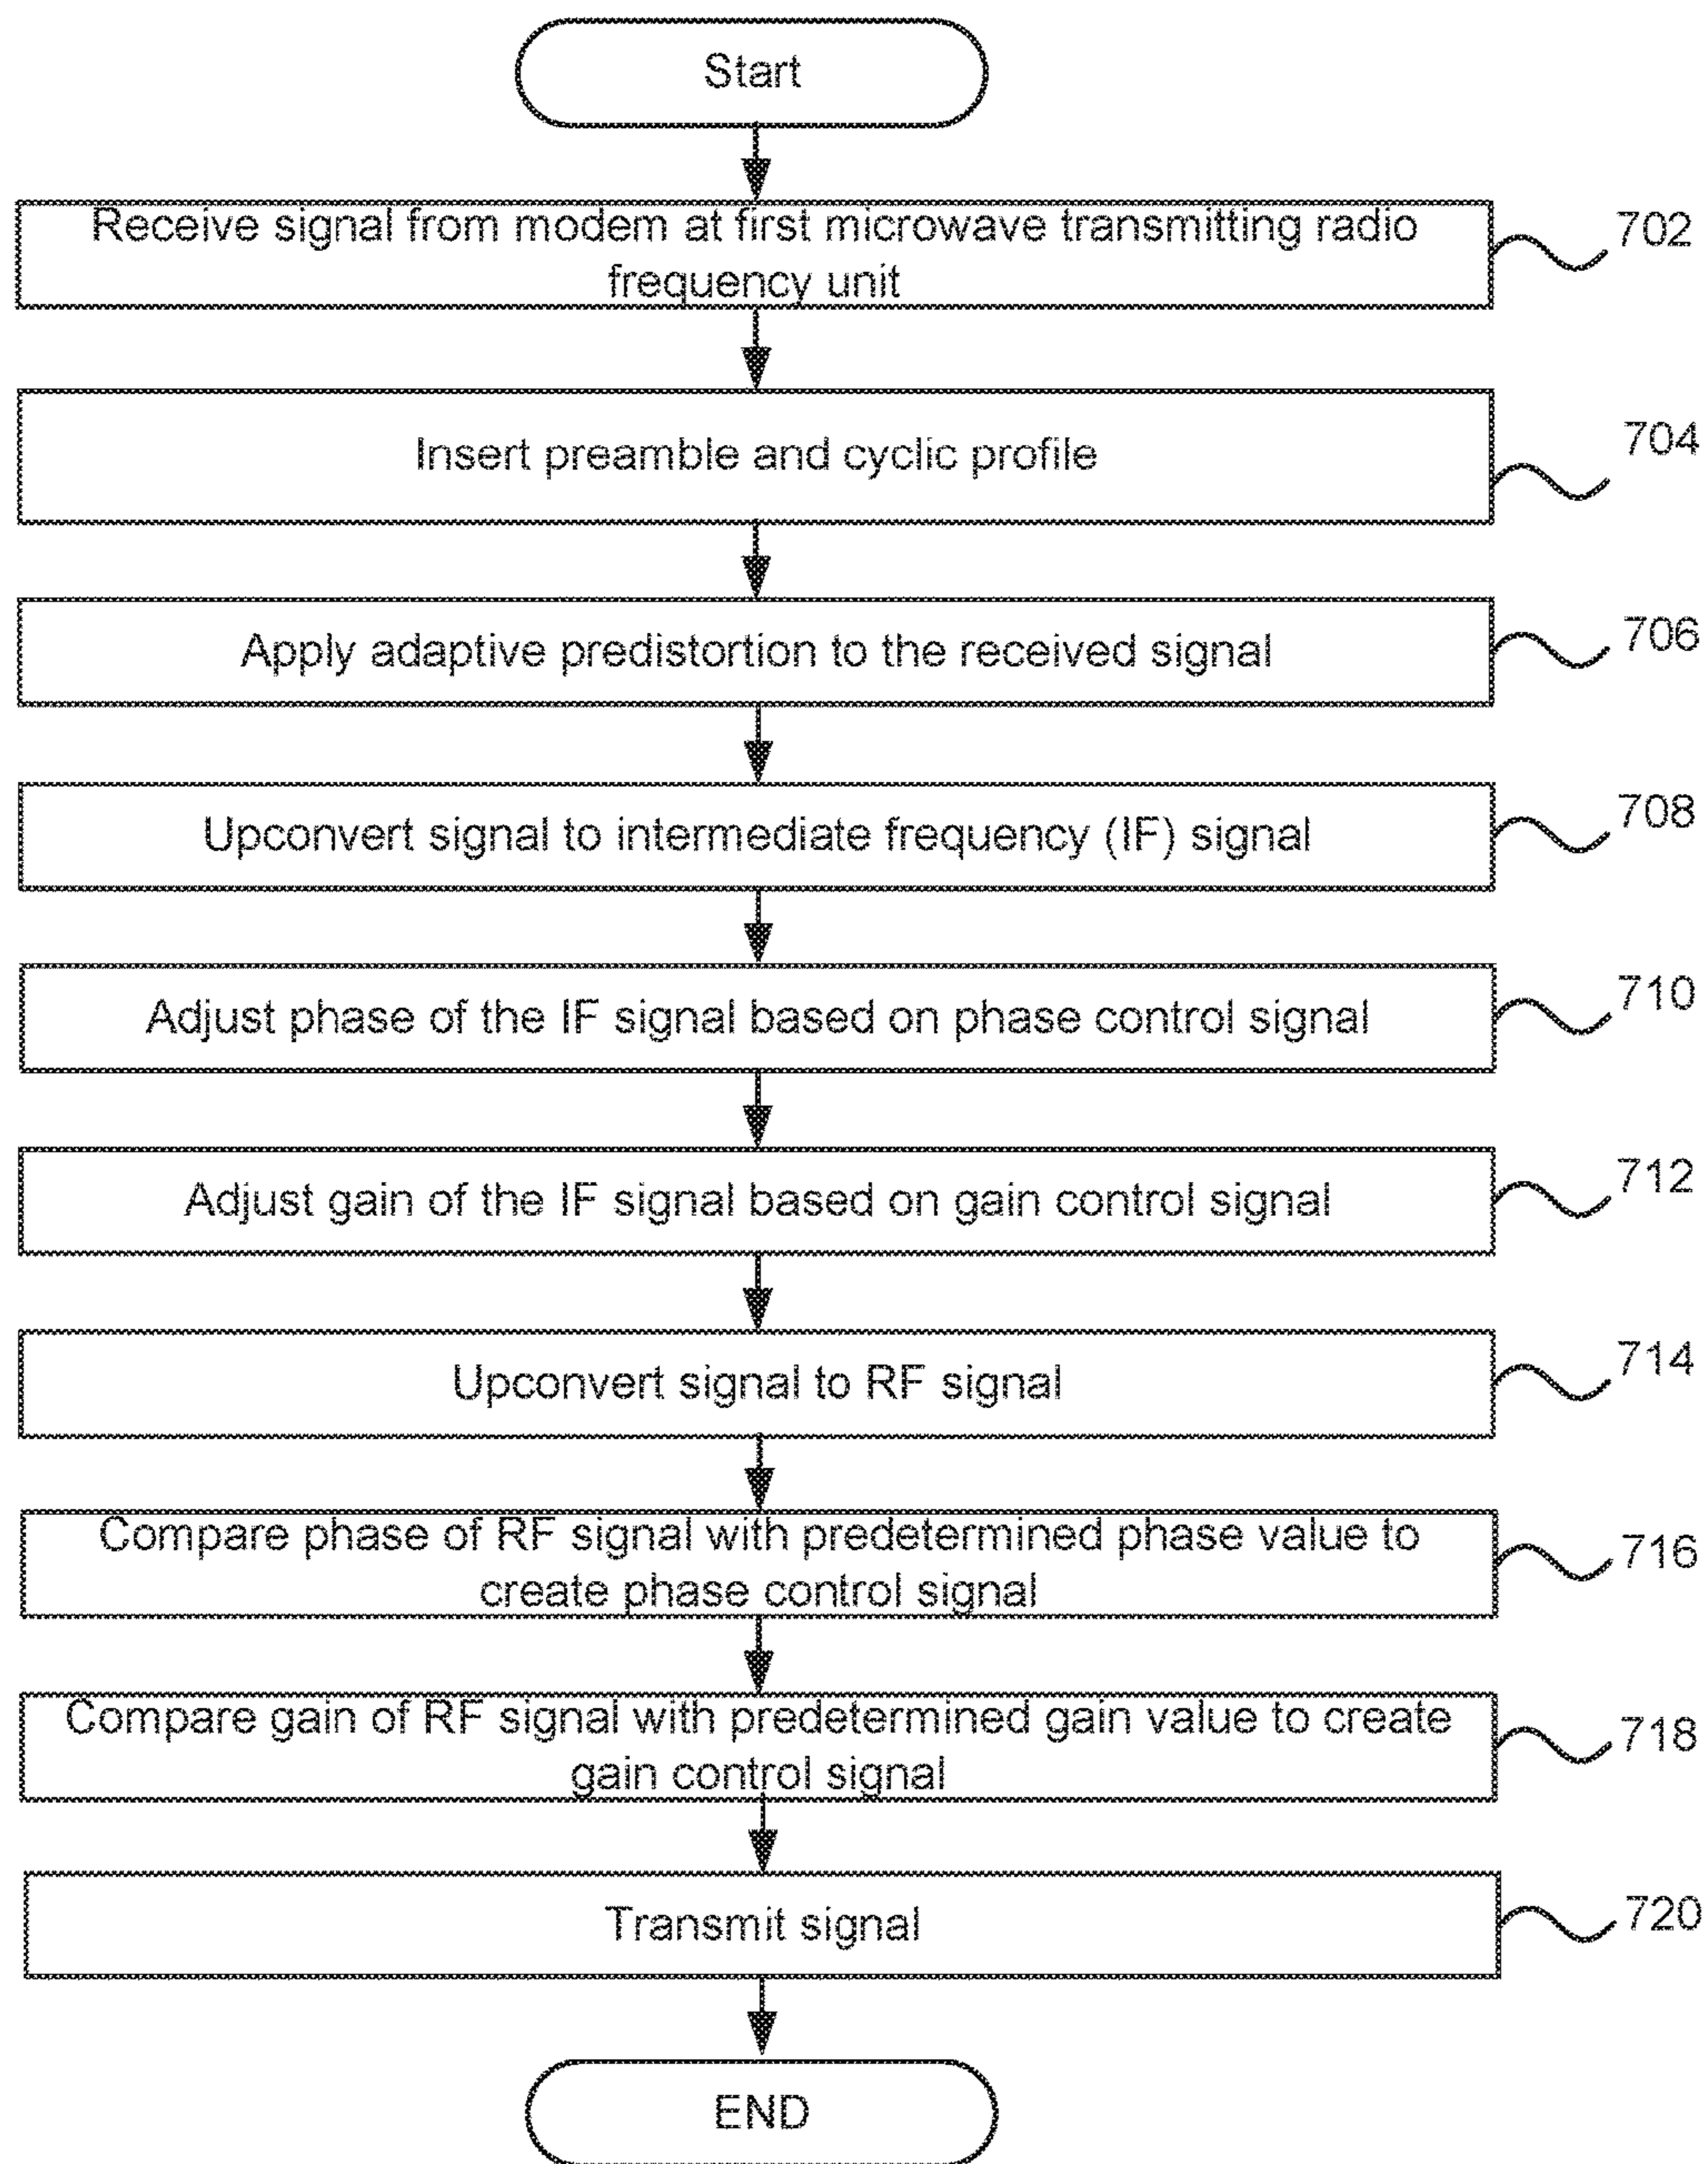 Start
Receive signal from modem at first microwave transmitting radio
frequency unit
702
Insert preamble and cyclic profile
704
Apply adaptive predistortion to the received signal
706
Upconvert signal to intermediate frequency (IF) signal
708
Adjust phase of the IF signal based on phase control signal
710
Adjust gain of the IF signal based on gain control signal
712
Upconvert signal to RF signal
714
Compare phase of RF signal with predetermined phase value to
create phase control signal
716
Compare gain of RF signal with predetermined gain value to create
gain control signal
718
Transmit signal
720
END